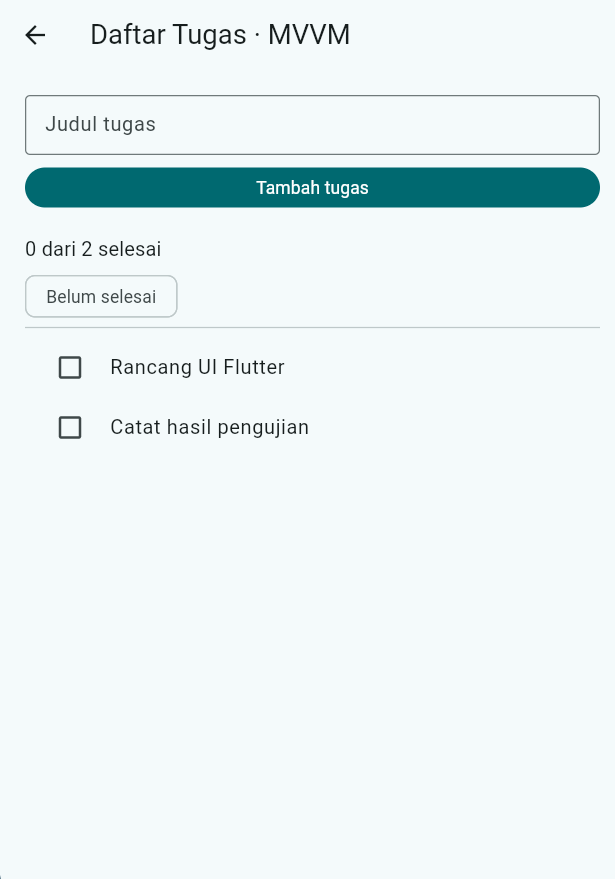 Daftar Tugas · MVVM
Judul tugas
Tambah tugas
0 dari 2 selesai
Belum selesai
Rancang UI Flutter
Catat hasil pengujian